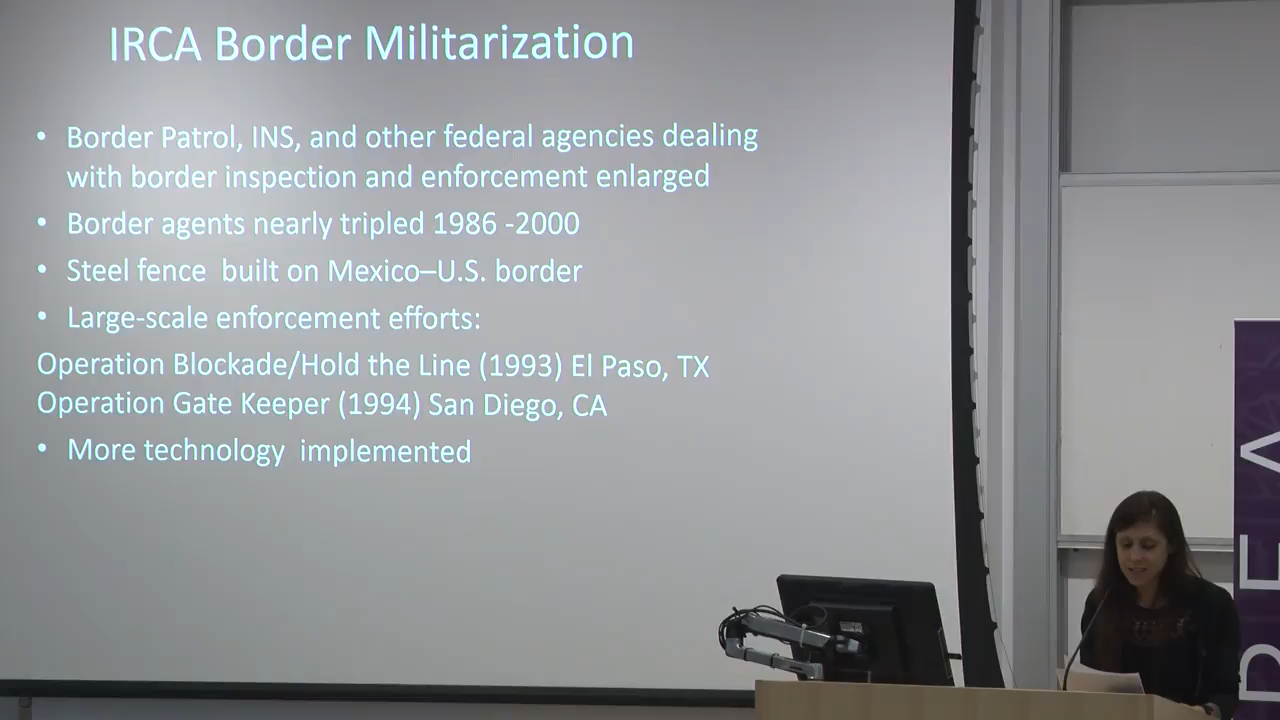 IRCA Border Militarization
• Border Patrol, INS, and other federal agencies dealing
with border inspection and enforcement enlarged
• Border agents nearly tripled 1986 -2000
• Steel fence built on Mexico–U.S. border
• Large-scale enforcement efforts:
Operation Blockade/Hold the Line (1993) El Paso, TX
Operation Gate Keeper (1994) San Diego, CA
• More technology implemented